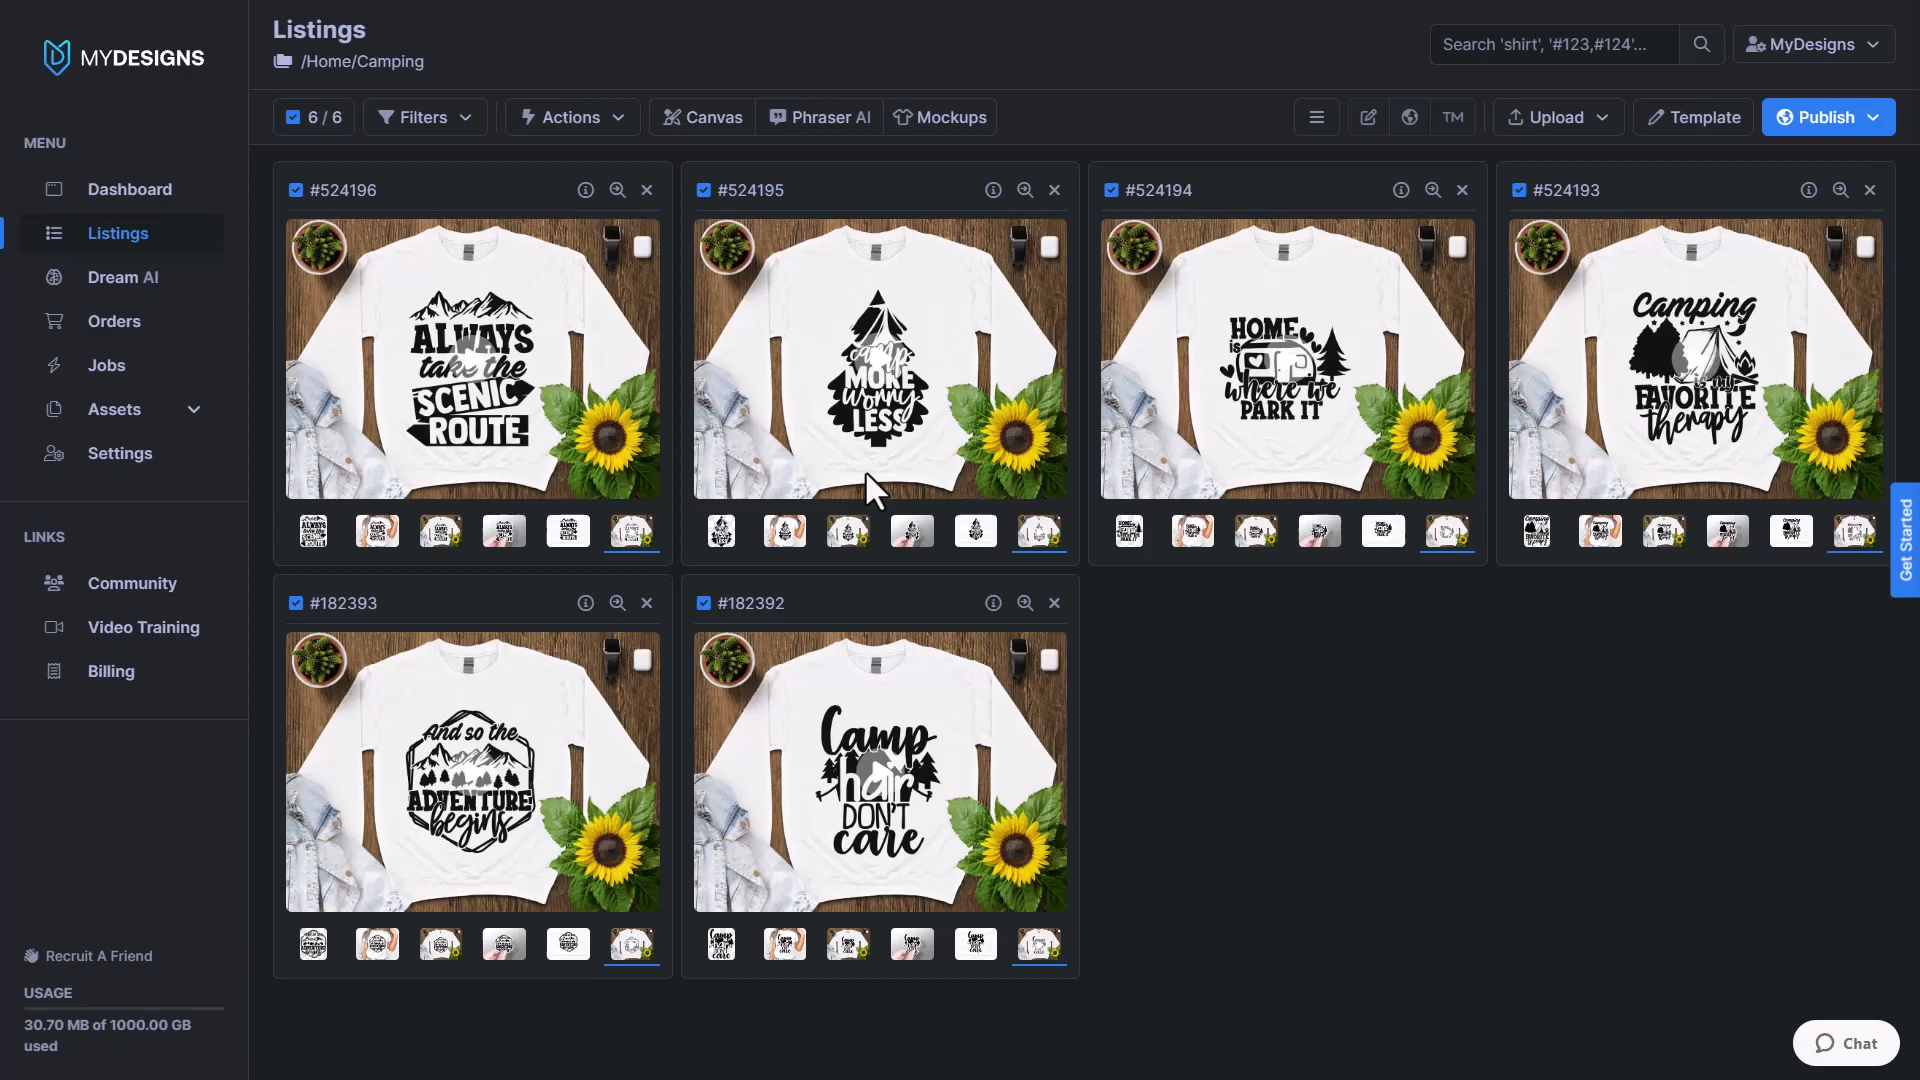 MYDESIGNS
MENU
Dashboard
Listings
Dream AI
Orders
Jobs
Assets
Settings
LINKS
Community
Video Training
Billing
Recruit A Friend
USAGE
30.70 MB of 1000.00 GB
used
Listings
/Home/Camping
Search 'shirt', '#123,#124'...
MyDesigns
6 / 6
Filters
Actions
Canvas
Phraser AI
Mockups
TM
Upload
Template
Publish
#524196
ALWAYS
take the
SCENIC
ROUTE
#524195
camp
MORE
worry
LESS
#524194
HOME
is
where we
PARK IT
#524193
Camping
is my
FAVORITE
therapy
#182393
And so the
ADVENTURE
begins
#182392
Camp
hair
DON'T
care
Get Started
Chat